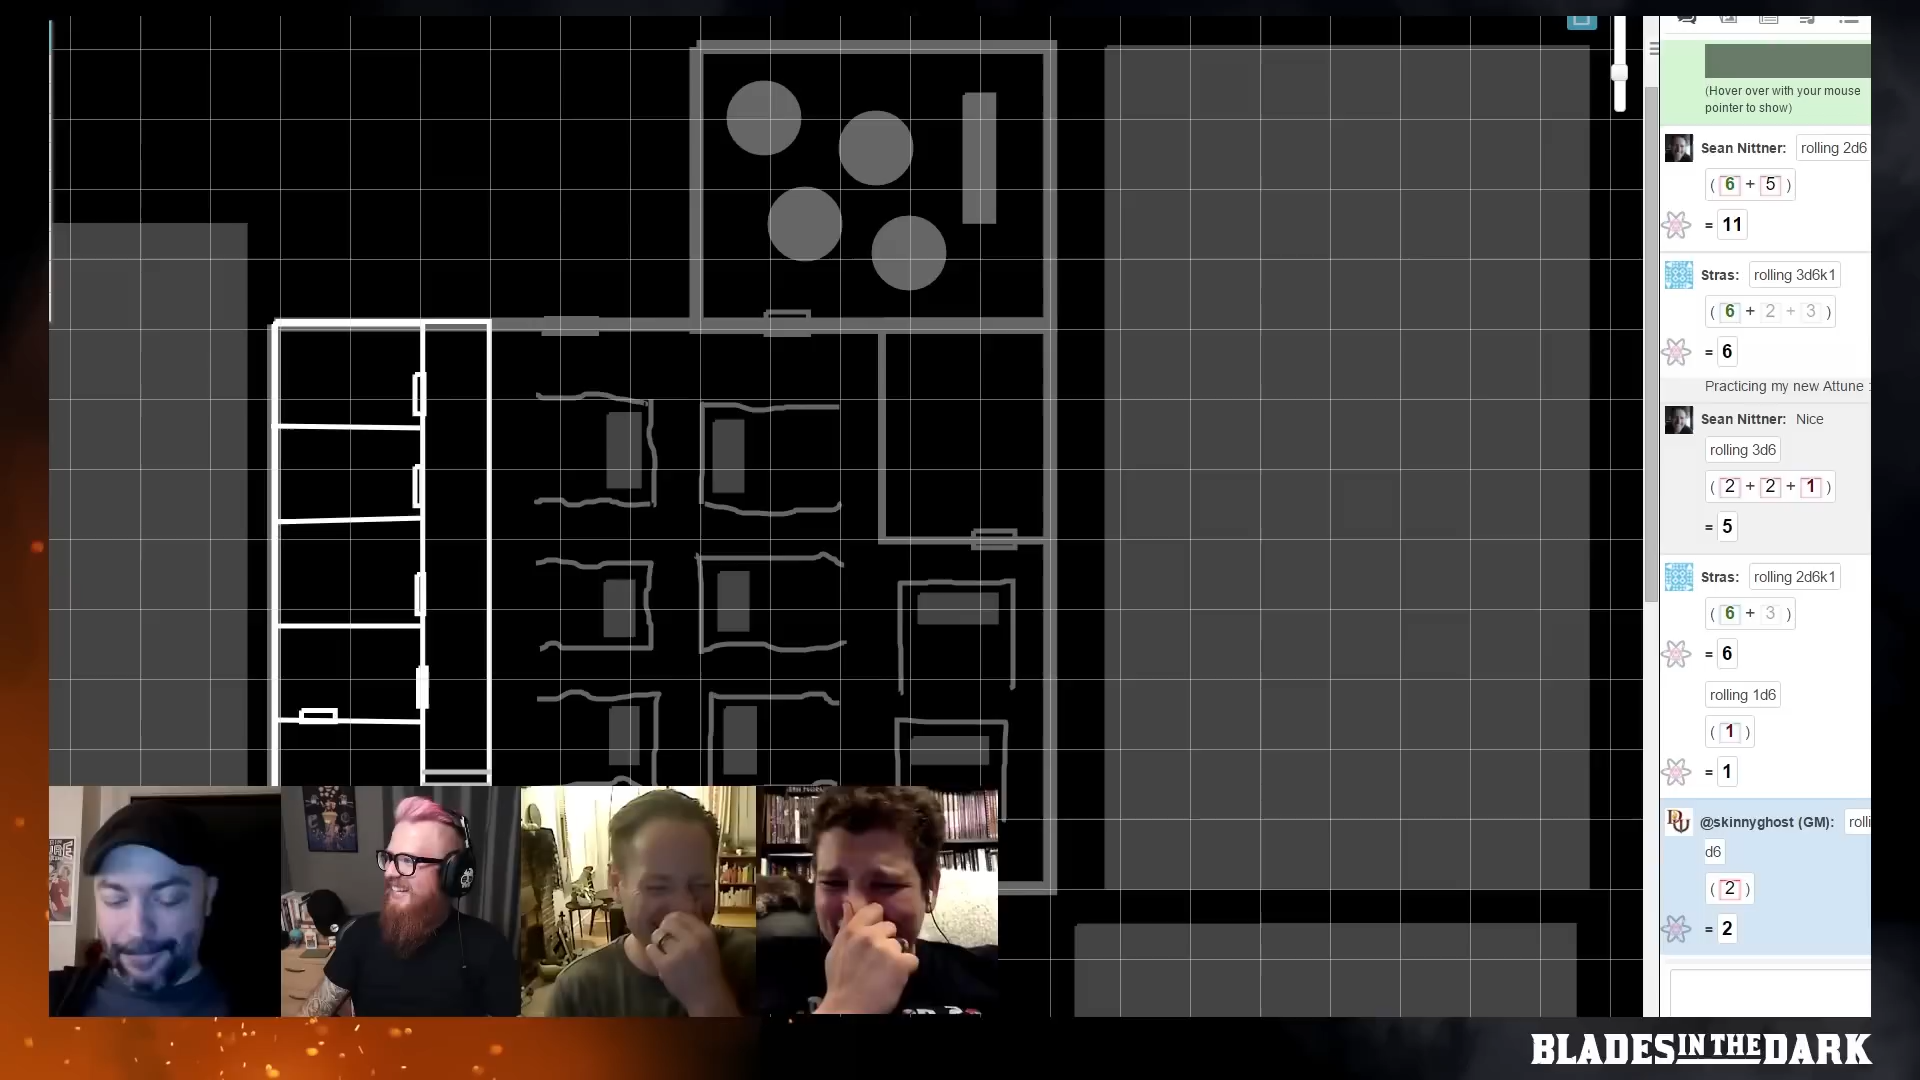 (Hover over with your mouse
pointer to show)
Sean Nittner: rolling 2d6
( 6 + 5 )
= 11
Stras: rolling 3d6k1
( 6 + 2 + 3 )
= 6
Practicing my new Attune :
Sean Nittner: Nice
rolling 3d6
( 2 + 2 + 1 )
= 5
Stras: rolling 2d6k1
( 6 + 3 )
= 6
rolling 1d6
( 1 )
= 1
@skinnyghost (GM): rolli
d6
( 2 )
= 2
BLADES IN THE DARK